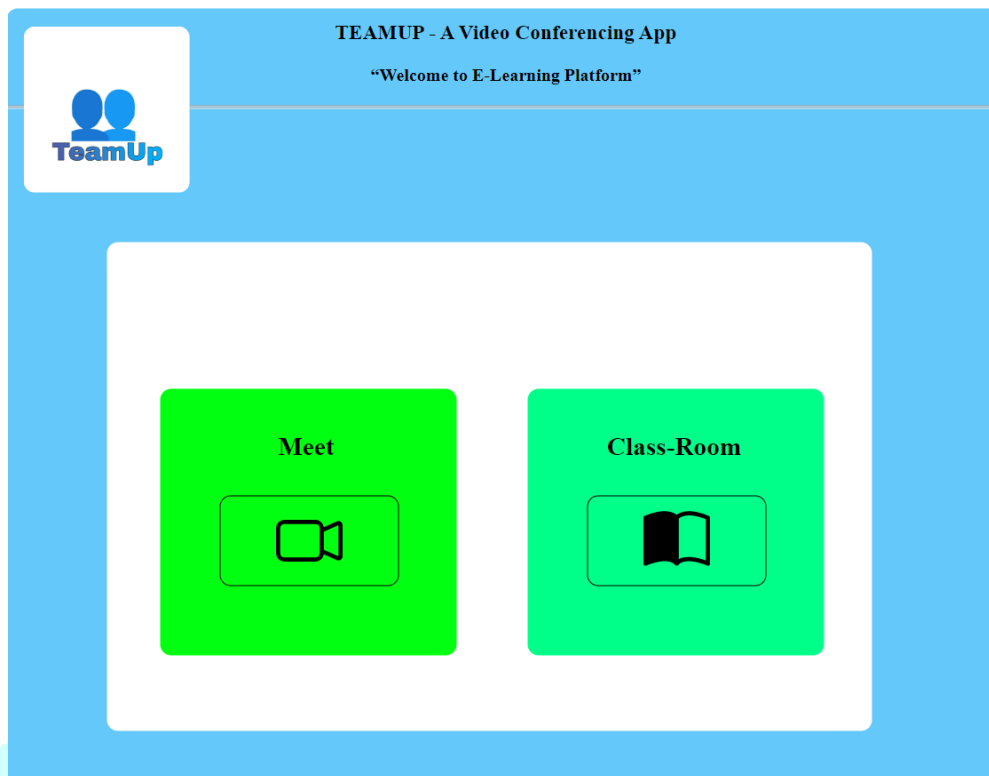 TEAMUP - A Video Conferencing App
“Welcome to E-Learning Platform”
TeamUp
Meet
Class-Room